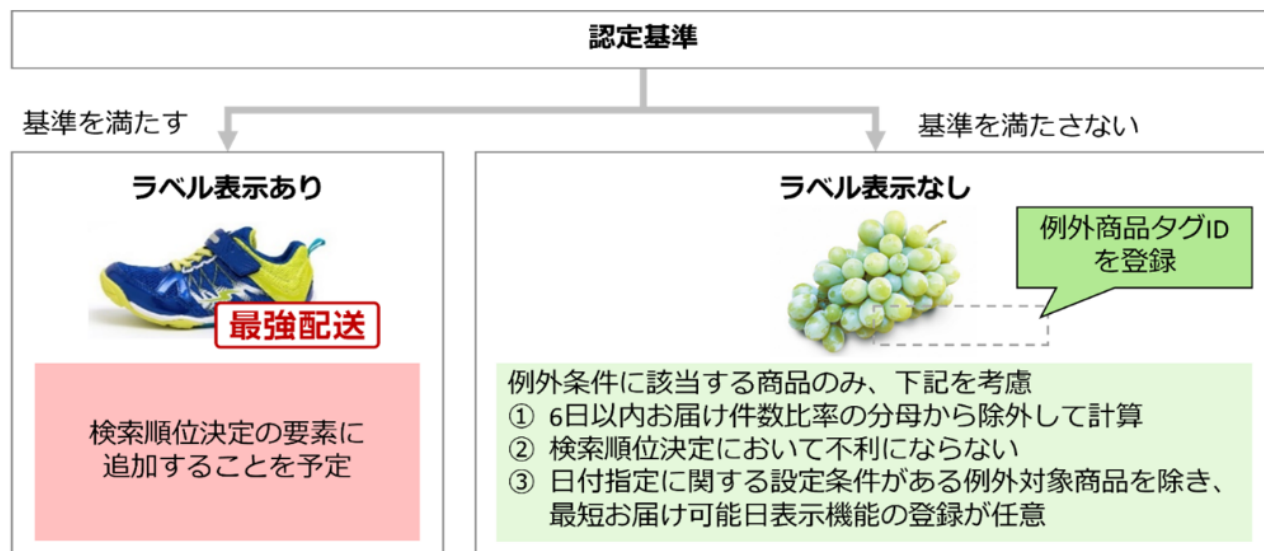 認定基準
基準を満たす
基準を満たさない
ラベル表示あり
最強配送
検索順位決定の要素に
追加することを予定
ラベル表示なし
例外商品タグID
を登録
例外条件に該当する商品のみ、下記を考慮
① 6日以内お届け件数比率の分母から除外して計算
② 検索順位決定において不利にならない
③ 日付指定に関する設定条件がある例外対象商品を除き、
最短お届け可能日表示機能の登録が任意